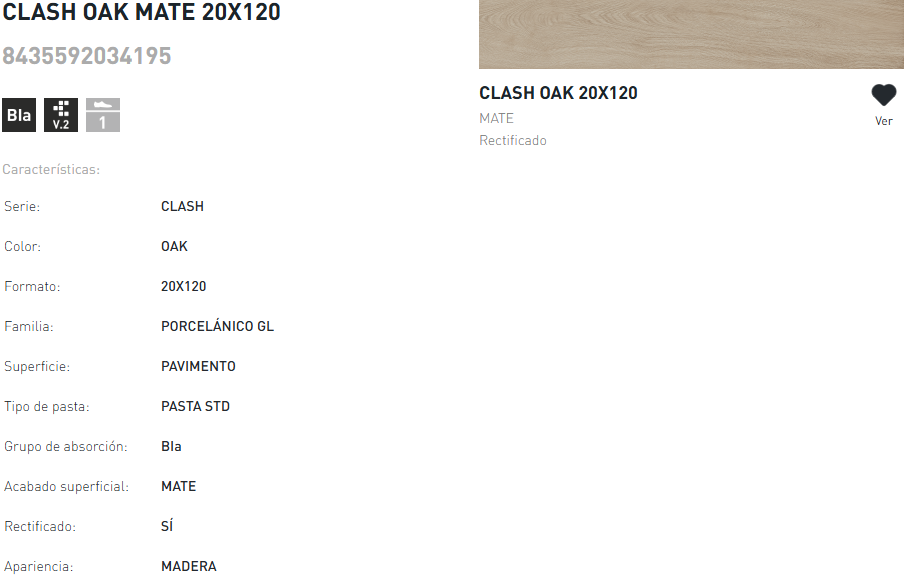 CLASH OAK MATE 20X120
8435592034195
BIa
V.2
1
Características:
Serie: CLASH
Color: OAK
Formato: 20X120
Familia: PORCELÁNICO GL
Superficie: PAVIMENTO
Tipo de pasta: PASTA STD
Grupo de absorción: BIa
Acabado superficial: MATE
Rectificado: SÍ
Apariencia: MADERA
CLASH OAK 20X120
MATE
Rectificado
Ver